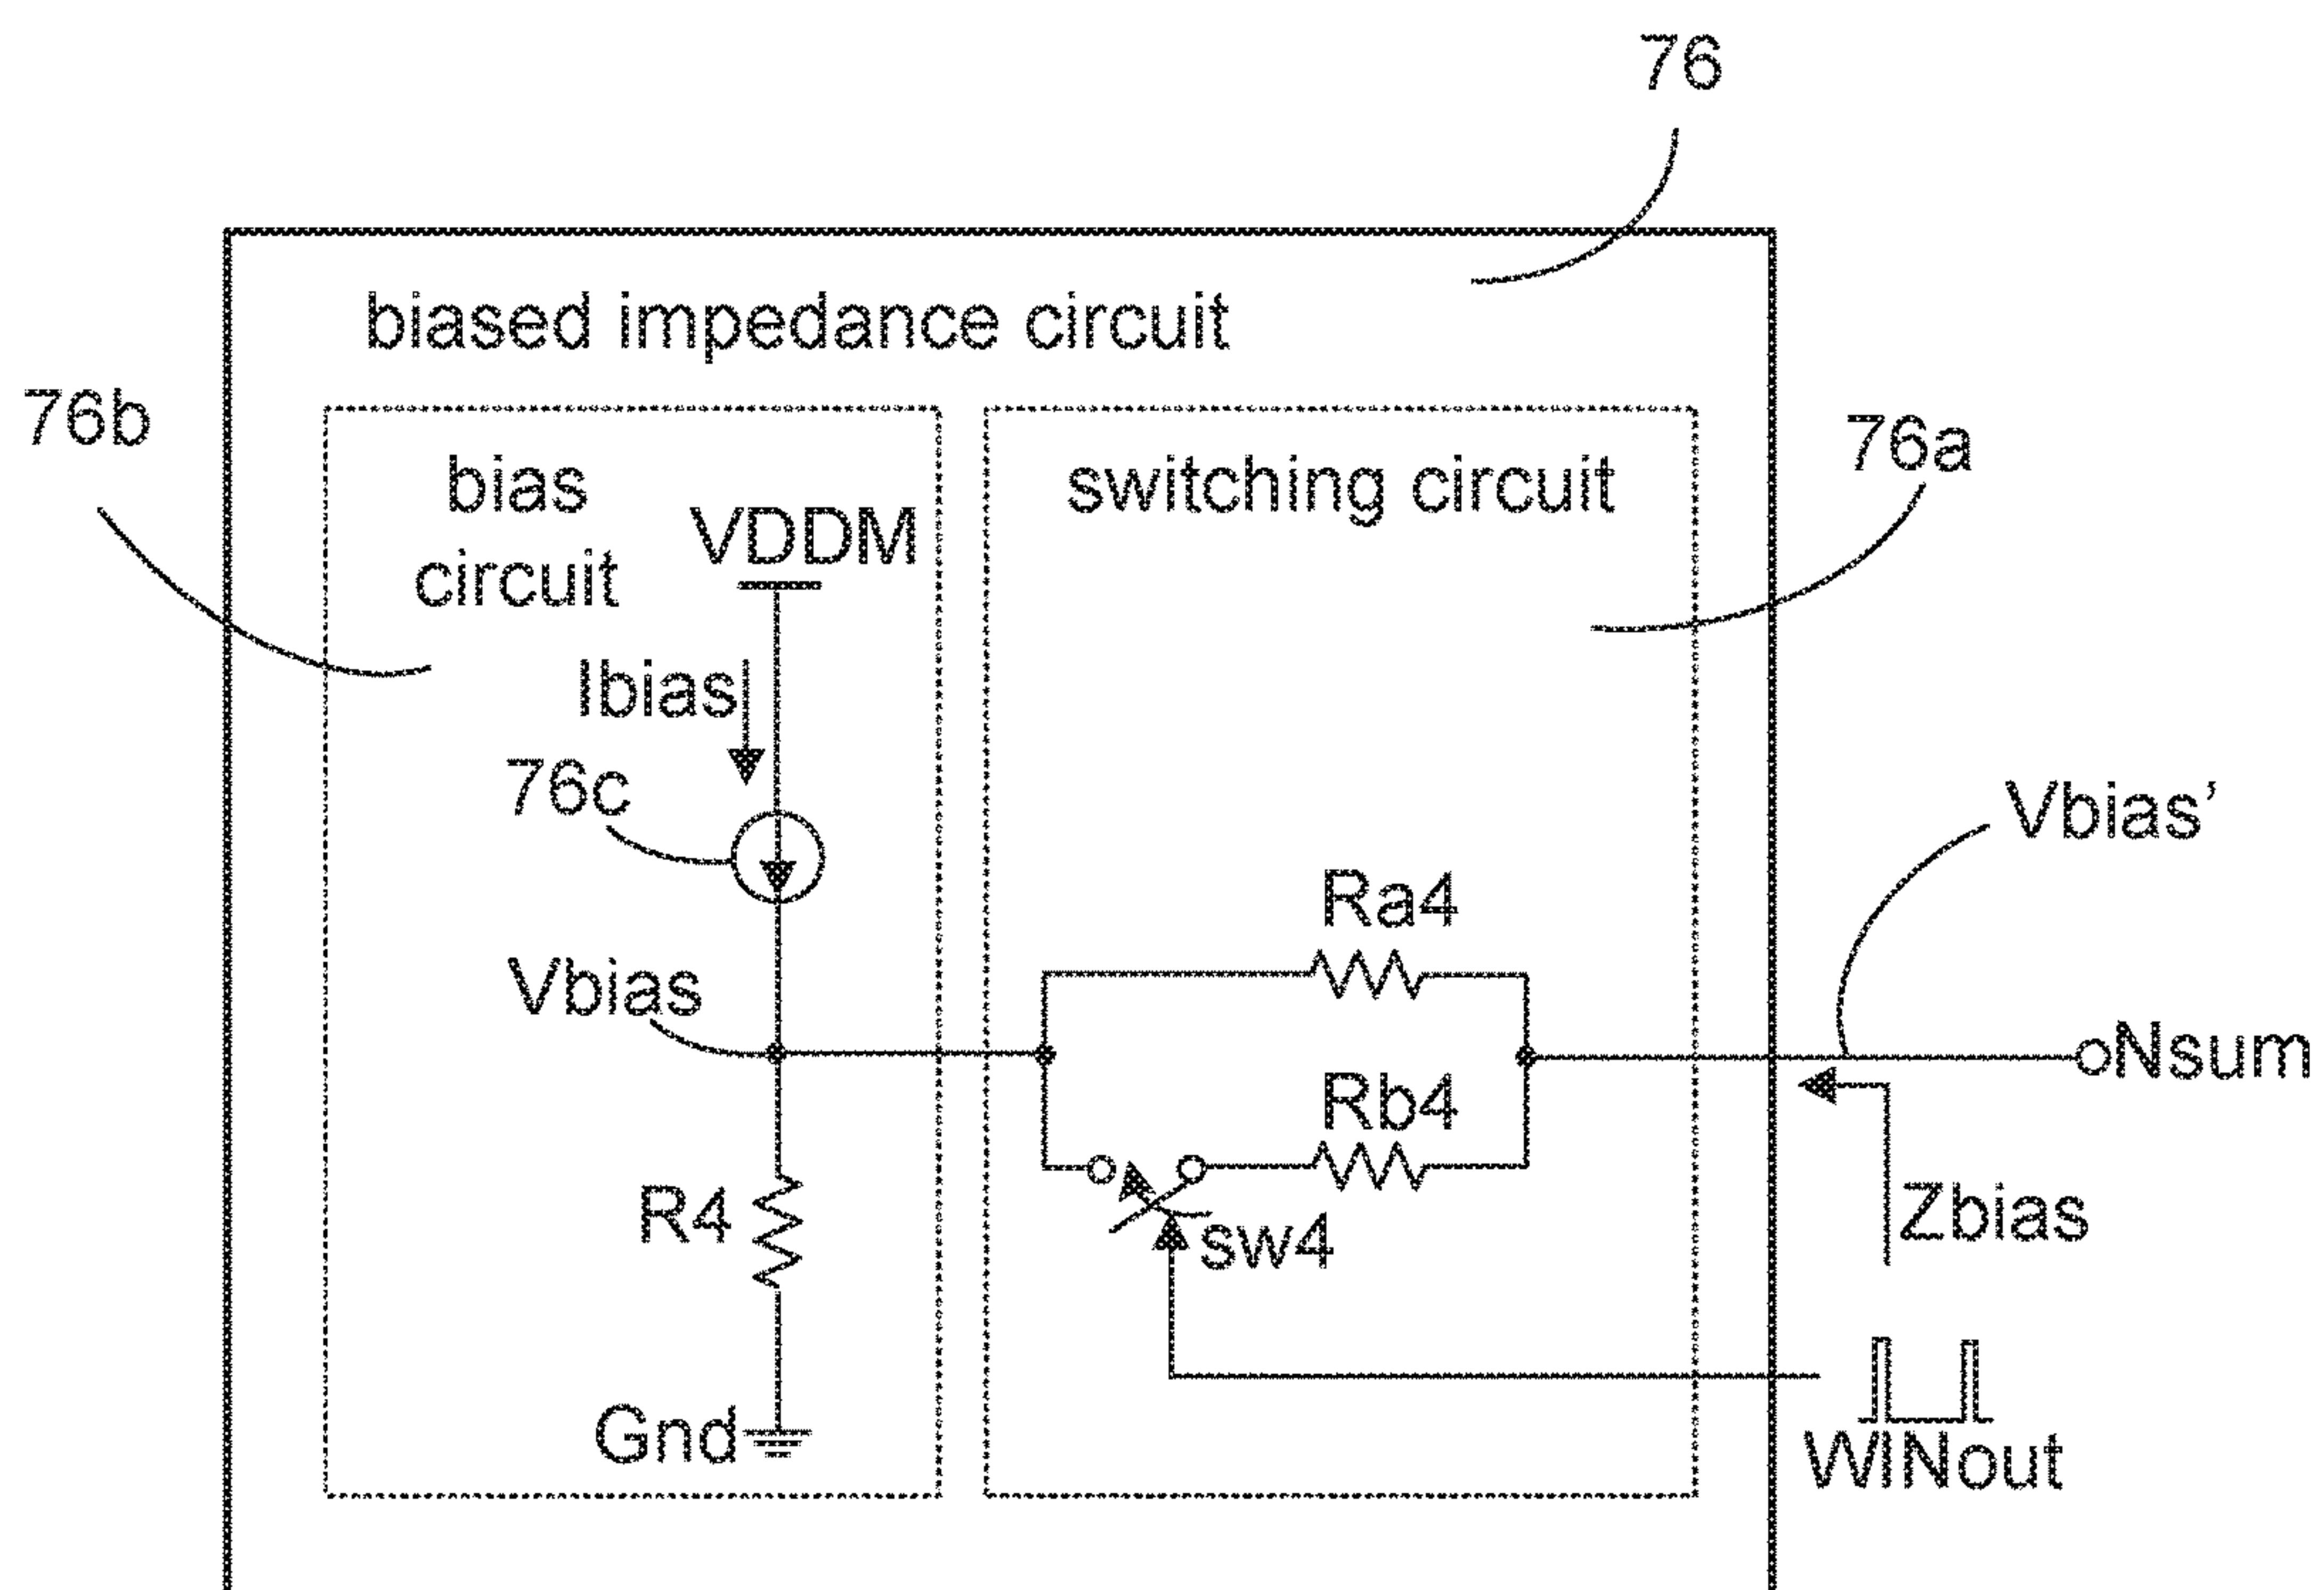 76
biased impedance circuit
76b
76a
bias
circuit
switching circuit
VDDM
Ibias
76c
Vbias'
Ra4
Vbias
Nsum
Rb4
R4
sw4
Zbias
Gnd
WINout